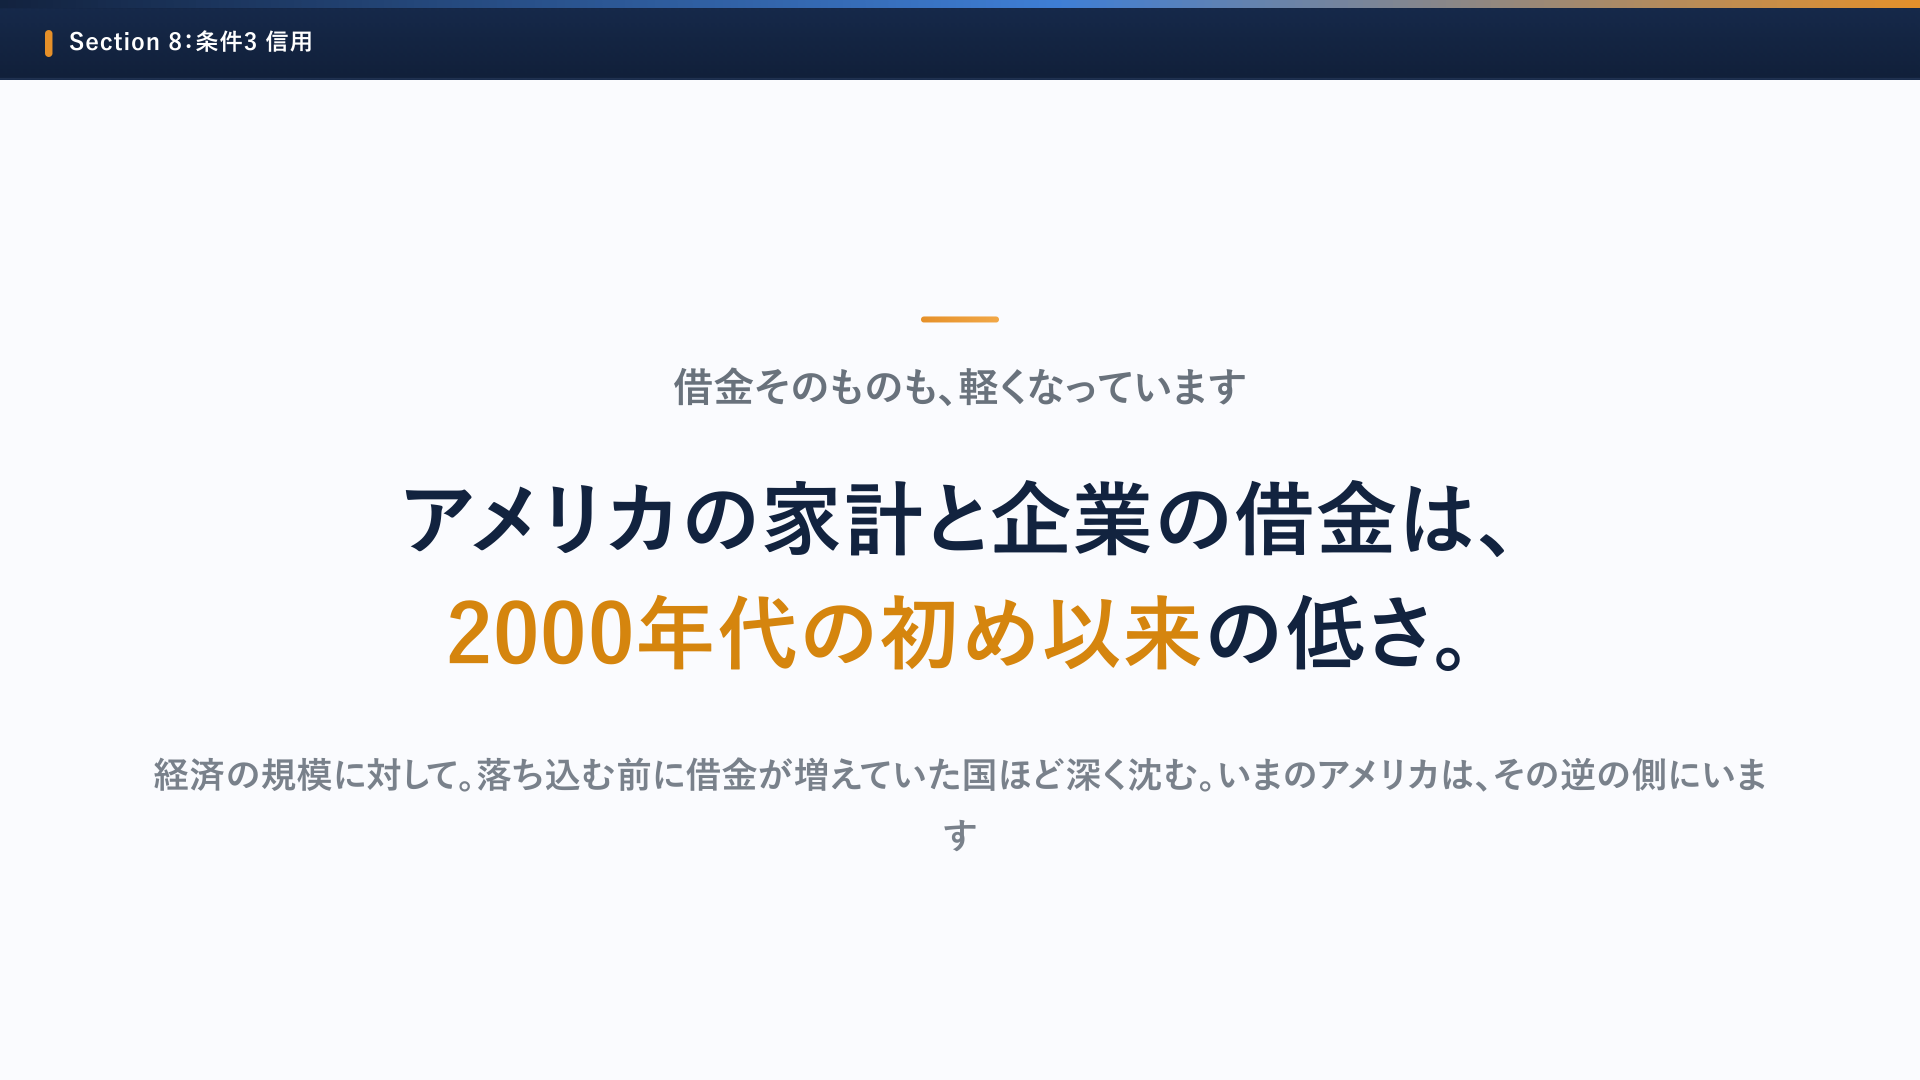 Section 8：条件3 信用
借金そのものも、軽くなっています
アメリカの家計と企業の借金は、
2000年代の初め以来の低さ。
経済の規模に対して。落ち込む前に借金が増えていた国ほど深く沈む。いまのアメリカは、その逆の側にいま
す